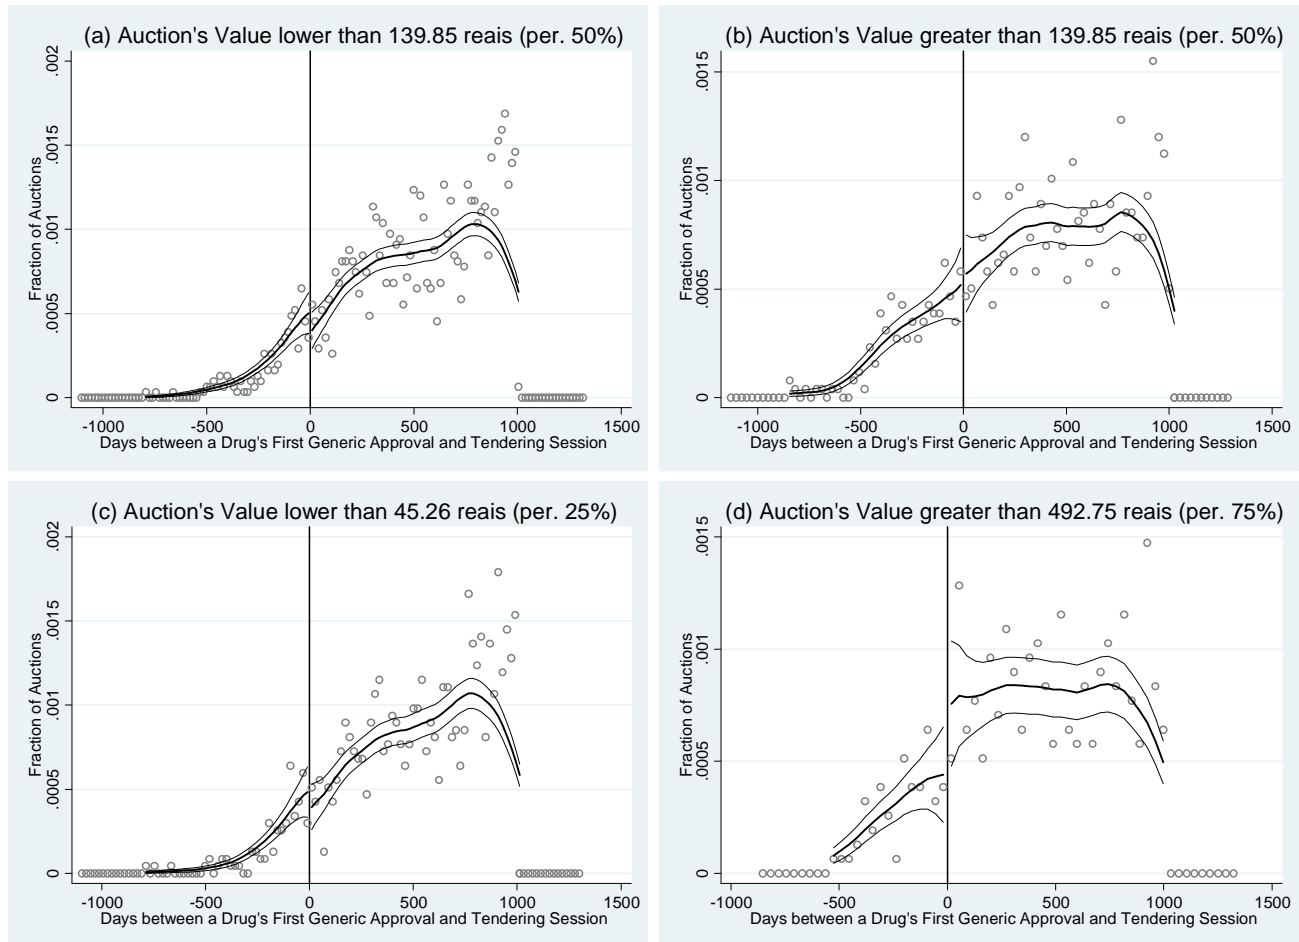 (a) Auction's Value lower than 139.85 reais (per. 50%)
Fraction of Auctions
.002
.0015
.001
.0005
0
-1000 -500 0 500 1000 1500
Days between a Drug's First Generic Approval and Tendering Session
(b) Auction's Value greater than 139.85 reais (per. 50%)
Fraction of Auctions
.0015
.001
.0005
0
-1000 -500 0 500 1000 1500
Days between a Drug's First Generic Approval and Tendering Session
(c) Auction's Value lower than 45.26 reais (per. 25%)
Fraction of Auctions
.002
.0015
.001
.0005
0
-1000 -500 0 500 1000 1500
Days between a Drug's First Generic Approval and Tendering Session
(d) Auction's Value greater than 492.75 reais (per. 75%)
Fraction of Auctions
.0015
.001
.0005
0
-1000 -500 0 500 1000 1500
Days between a Drug's First Generic Approval and Tendering Session